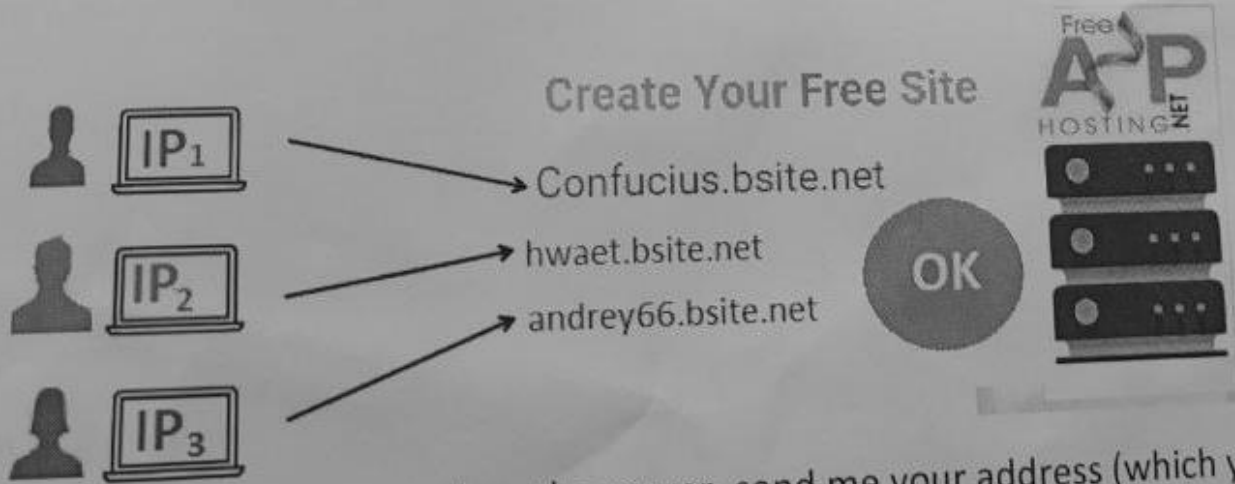 Create Your Free Site
Free
ASP
HOSTING
NET
IP₁
Confucius.bsite.net
IP₂
hwaet.bsite.net
OK
IP₃
andrey66.bsite.net
send me your address (which y